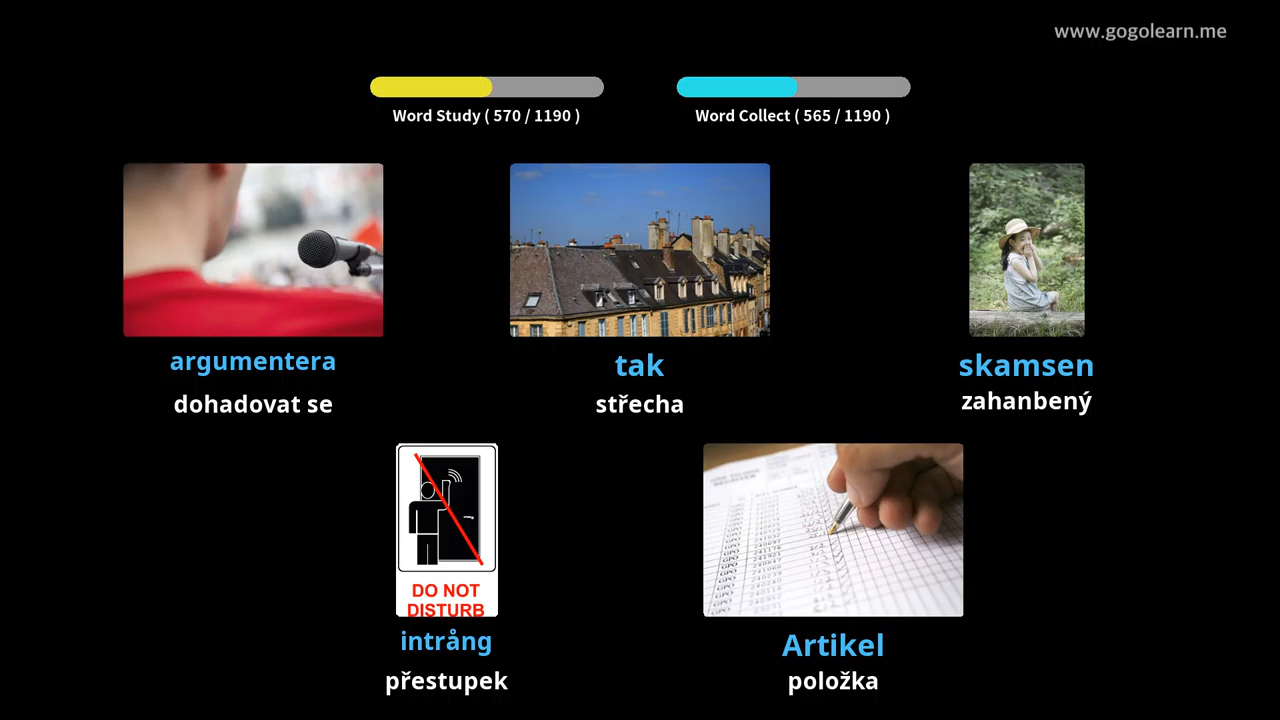 www.gogolearn.me
Word Study ( 570 / 1190 )
Word Collect ( 565 / 1190 )
argumentera
dohadovat se
tak
střecha
skamsen
zahanbený
DO NOT
DISTURB
intrång
přestupek
Artikel
položka